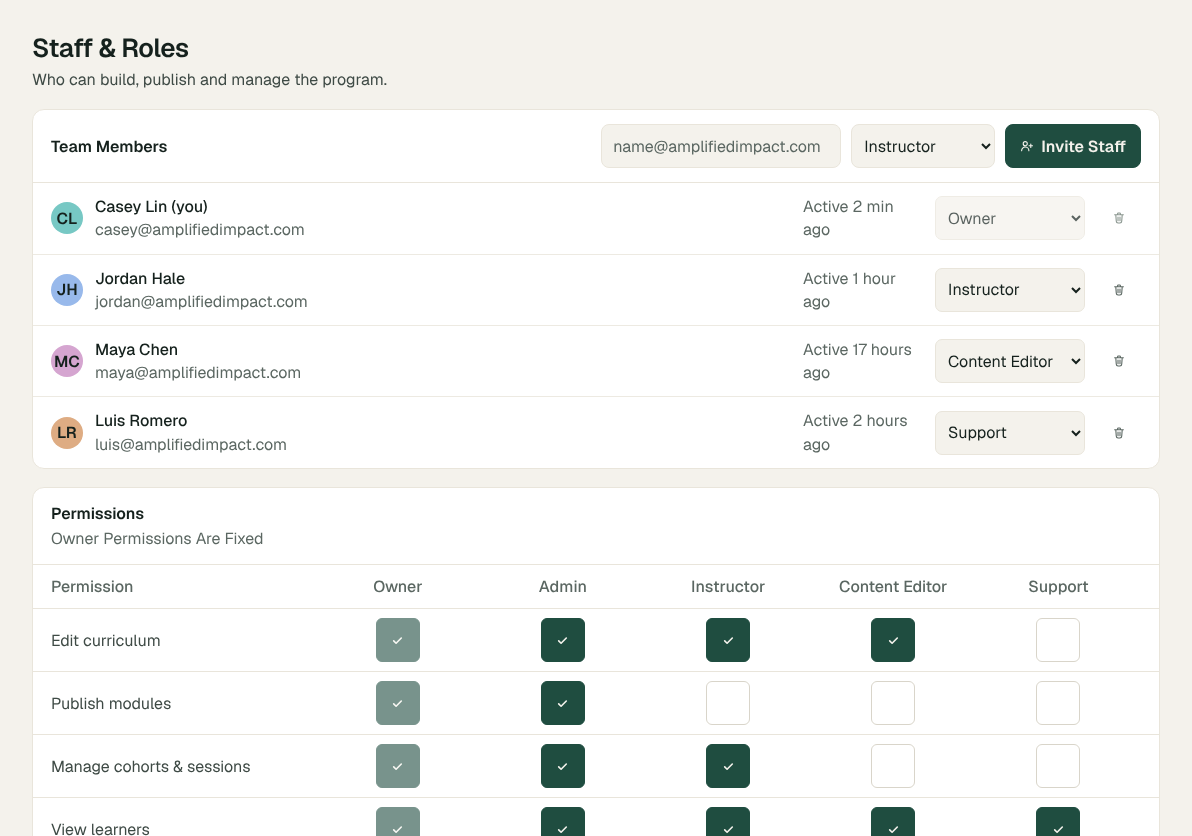 Staff & Roles
Who can build, publish and manage the program.
Team Members
name@amplifiedimpact.com
Instructor
Invite Staff
CL
Casey Lin (you)
casey@amplifiedimpact.com
Active 2 min
ago
Owner
JH
Jordan Hale
jordan@amplifiedimpact.com
Active 1 hour
ago
Instructor
MC
Maya Chen
maya@amplifiedimpact.com
Active 17 hours
ago
Content Editor
LR
Luis Romero
luis@amplifiedimpact.com
Active 2 hours
ago
Support
Permissions
Owner Permissions Are Fixed
Permission Owner Admin Instructor Content Editor Support
Edit curriculum
Publish modules
Manage cohorts & sessions
View learners